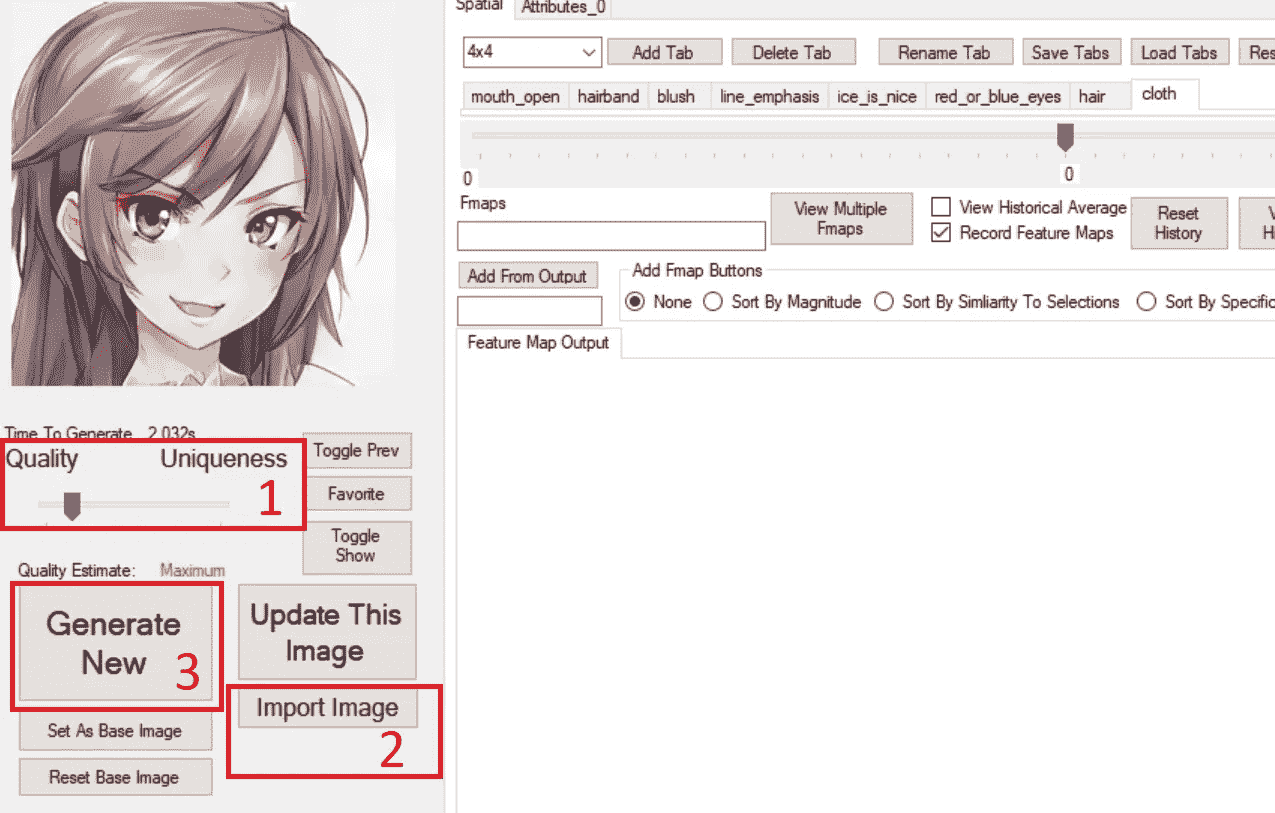 Spatial Attributes_0
4x4 Add Tab Delete Tab Rename Tab Save Tabs Load Tabs
mouth_open hairband blush line_emphasis ice_is_nice red_or_blue_eyes hair cloth
0
0
Fmaps
View Multiple
Fmaps
View Historical Average
Record Feature Maps
Reset
History
Add From Output
Add Fmap Buttons
None Sort By Magnitude Sort By Simliarity To Selections Sort By Specific
Feature Map Output
Time To Generate 2.032s
Quality Uniqueness
1
Toggle Prev
Favorite
Toggle
Show
Quality Estimate: Maximum
Generate
New
3
Update This
Image
Import Image
2
Set As Base Image
Reset Base Image